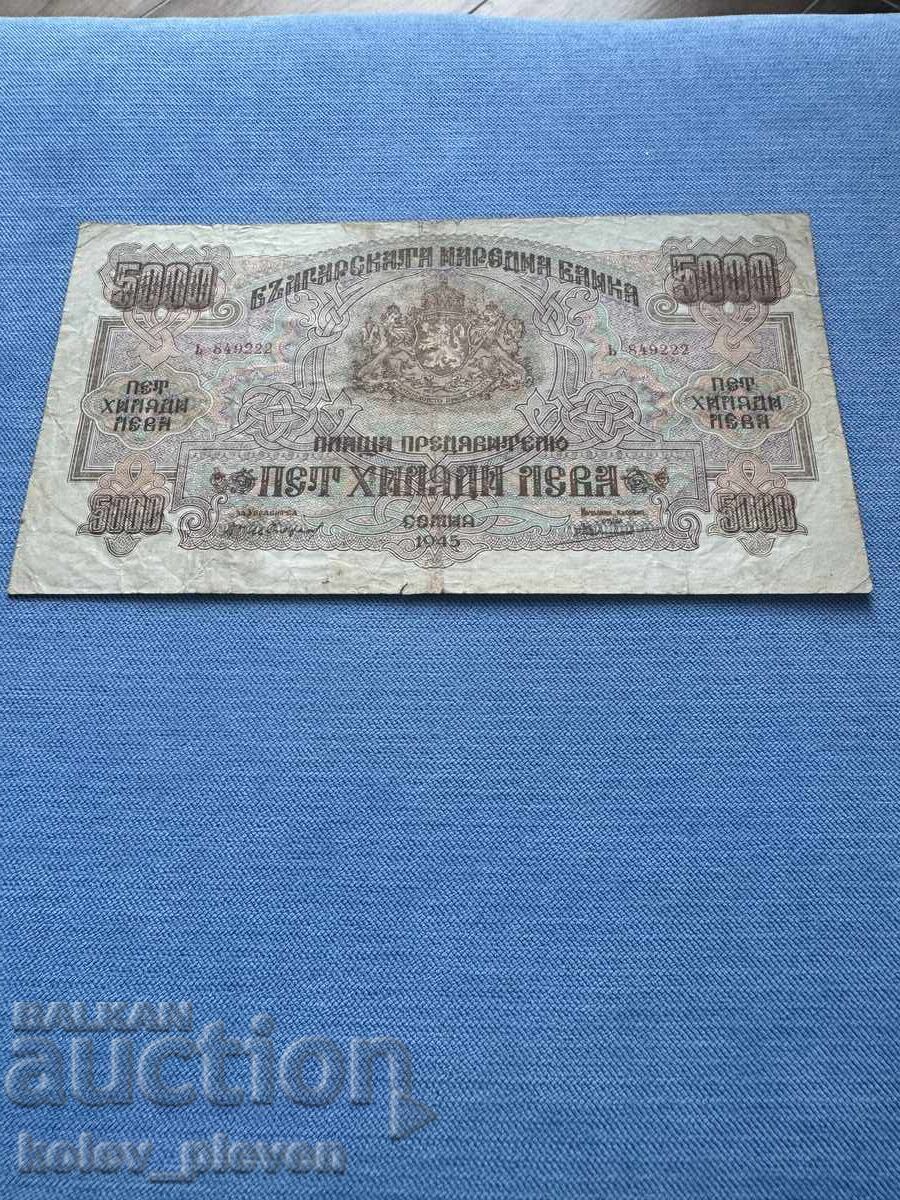 БЪЛГАРСКАТА НАРОДНА БАНКА
5000 5000
Ь 849222 Ь 849222
ПЕТ ХИЛЯДИ ЛЕВА
ПЕТ ХИЛЯДИ ЛЕВА
ПЛАЩА ПРЕДАВИТЕЛЮ
ПЕТ ХИЛЯДИ ЛЕВА
5000 5000
СОФИЯ
1945
BALKAN
auction
kolev_pleven